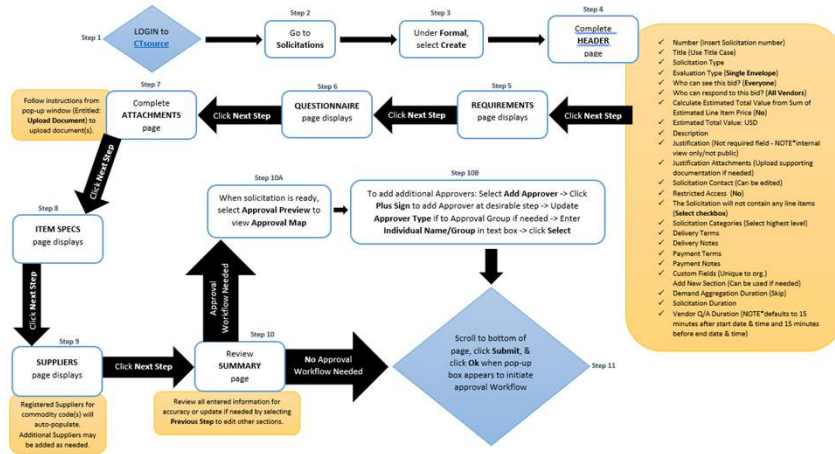 Step 1
LOGIN to
CTsource
Step 2
Go to
Solicitations
Step 3
Under Formal,
select Create
Step 4
Complete
HEADER
page
✓ Number (Insert Solicitation number)
✓ Title (Use Title Case)
✓ Solicitation Type
✓ Evaluation Type (Single Envelope)
✓ Who can see this bid? (Everyone)
✓ Who can respond to this bid? (All Vendors)
✓ Calculate Estimated Total Value from Sum of
Estimated Line Item Price (No)
✓ Estimated Total Value: USD
✓ Description
✓ Justification (Not required field - NOTE*internal
view only/not public)
✓ Justification Attachments (Upload supporting
documentation if needed)
✓ Solicitation Contact (Can be edited)
✓ Restricted Access (No)
✓ The Solicitation will not contain any line items
(Select checkbox)
✓ Solicitation Categories (Select highest level)
✓ Delivery Terms
✓ Delivery Notes
✓ Payment Terms
✓ Payment Notes
✓ Custom Fields (Unique to org.)
Add New Section (Can be used if needed)
✓ Demand Aggregation Duration (Skip)
✓ Solicitation Duration
✓ Vendor Q/A Duration (NOTE*defaults to 15
minutes after start date & time and 15 minutes
before end date & time)
Click Next Step
Step 5
REQUIREMENTS
page displays
Click Next Step
Step 6
QUESTIONNAIRE
page displays
Click Next Step
Step 7
Complete
ATTACHMENTS
page
Follow instructions from
pop-up window (Entitled:
Upload Document) to
upload document(s).
Click Next Step
Step 8
ITEM SPECS
page displays
Click Next Step
Step 9
SUPPLIERS
page displays
Registered Suppliers for
commodity code(s) will
auto-populate.
Additional Suppliers may
be added as needed.
Click Next Step
Step 10
Review
SUMMARY
page
Review all entered information for
accuracy or update if needed by selecting
Previous Step to edit other sections.
Approval
Workflow Needed
Step 10A
When solicitation is ready,
select Approval Preview to
view Approval Map
Step 10B
To add additional Approvers: Select Add Approver -> Click
Plus Sign to add Approver at desirable step -> Update
Approver Type if to Approval Group if needed -> Enter
Individual Name/Group in text box -> click Select
No Approval
Workflow Needed
Step 11
Scroll to bottom of
page, click Submit, &
click Ok when pop-up
box appears to initiate
approval Workflow